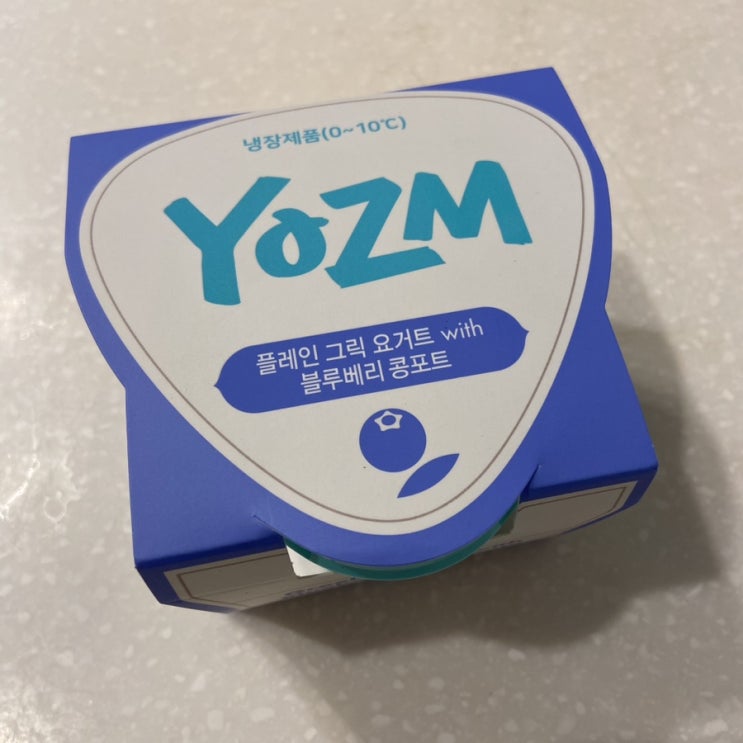 냉장제품(0~10℃)
YOZM
플레인 그릭 요거트 with
블루베리 콩포트